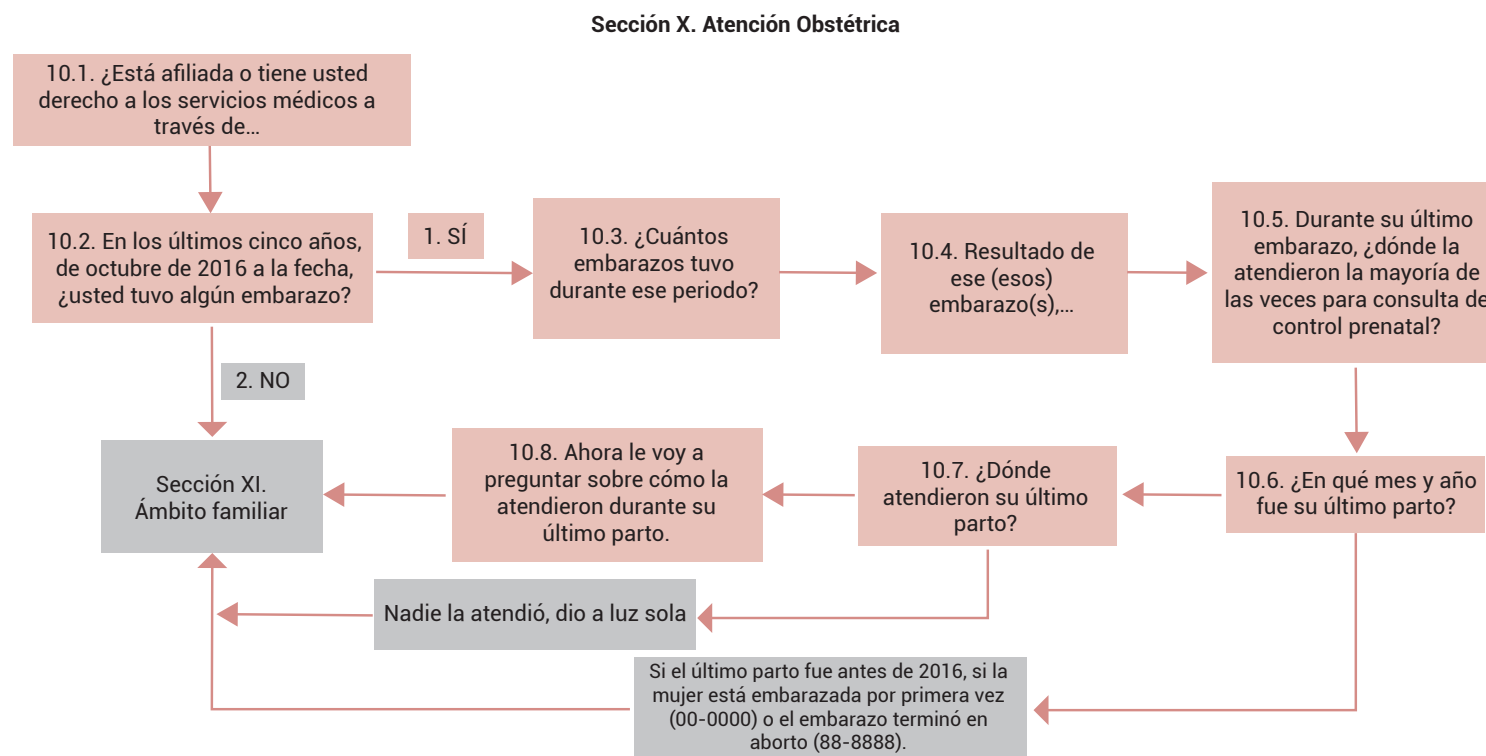 Sección X. Atención Obstétrica
10.1. ¿Está afiliada o tiene usted
derecho a los servicios médicos a
través de…
10.2. En los últimos cinco años,
de octubre de 2016 a la fecha,
¿usted tuvo algún embarazo?
1. SÍ
10.3. ¿Cuántos
embarazos tuvo
durante ese periodo?
10.4. Resultado de
ese (esos)
embarazo(s),…
10.5. Durante su último
embarazo, ¿dónde la
atendieron la mayoría de
las veces para consulta de
control prenatal?
2. NO
Sección XI.
Ámbito familiar
10.8. Ahora le voy a
preguntar sobre cómo la
atendieron durante su
último parto.
10.7. ¿Dónde
atendieron su último
parto?
10.6. ¿En qué mes y año
fue su último parto?
Nadie la atendió, dio a luz sola
Si el último parto fue antes de 2016, si la
mujer está embarazada por primera vez
(00-0000) o el embarazo terminó en
aborto (88-8888).